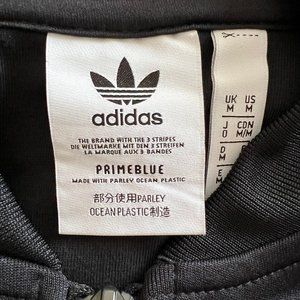 adidas
THE BRAND WITH THE 3 STRIPES
DIE WELTMARKE MIT DEN 3 STREIFEN
LA MARQUE AUX 3 BANDES
PRIMEBLUE
MADE WITH PARLEY OCEAN PLASTIC
部分使用PARLEY
OCEAN PLASTIC制造
UK US
M M
J CDN
O M/M
D
M
E